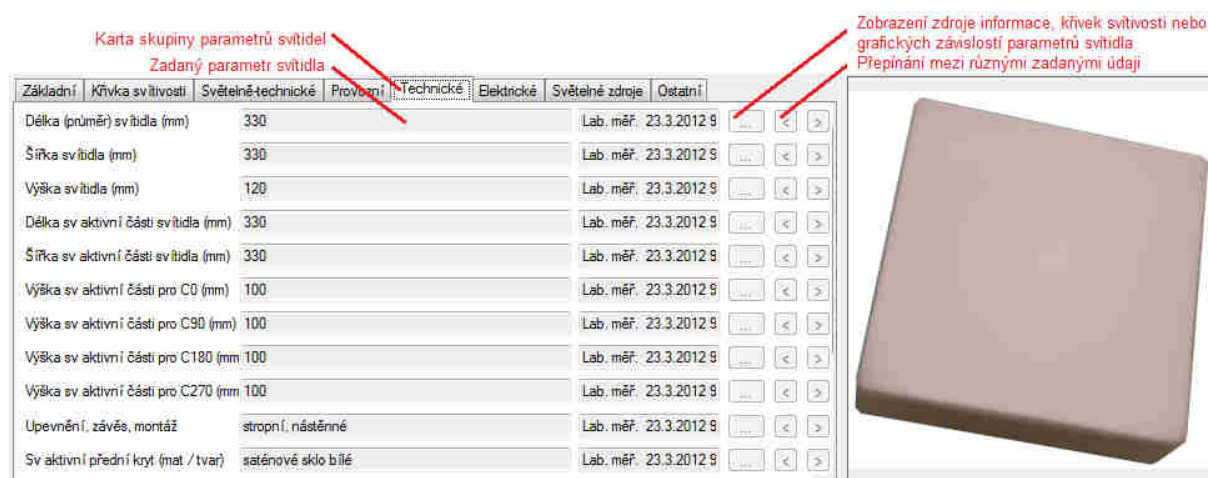 Karta skupiny parametrů svítidel
Zadaný parametr svítidla
Zobrazení zdroje informace, křivek svítivosti nebo
grafických závislostí parametrů svítidla
Přepínání mezi různými zadanými údaji
Základní Křivka svítivosti Světelně-technické Provozní Technické Elektrické Světelné zdroje Ostatní
Délka (průměr) svítidla (mm) 330 Lab. měř. 23.3.2012 9 ... < >
Šířka svítidla (mm) 330 Lab. měř. 23.3.2012 9 ... < >
Výška svítidla (mm) 120 Lab. měř. 23.3.2012 9 ... < >
Délka sv aktivní části svítidla (mm) 330 Lab. měř. 23.3.2012 9 ... < >
Šířka sv aktivní části svítidla (mm) 330 Lab. měř. 23.3.2012 9 ... < >
Výška sv aktivní části pro C0 (mm) 100 Lab. měř. 23.3.2012 9 ... < >
Výška sv aktivní části pro C90 (mm) 100 Lab. měř. 23.3.2012 9 ... < >
Výška sv aktivní části pro C180 (mm 100 Lab. měř. 23.3.2012 9 ... < >
Výška sv aktivní části pro C270 (mm 100 Lab. měř. 23.3.2012 9 ... < >
Upevnění, závěs, montáž stropní, nástěnné Lab. měř. 23.3.2012 9 ... < >
Sv aktivní přední kryt (mat / tvar) saténové sklo bílé Lab. měř. 23.3.2012 9 ... < >